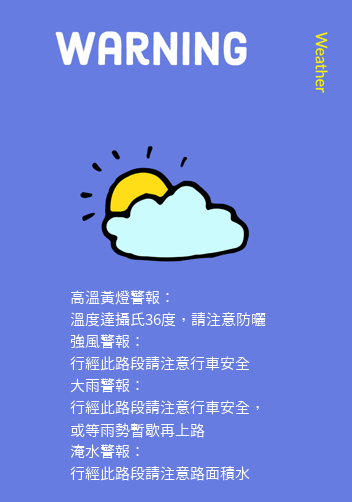 WARNING
Weather
高溫黃燈警報：
溫度達攝氏36度，請注意防曬
強風警報：
行經此路段請注意行車安全
大雨警報：
行經此路段請注意行車安全，
或等雨勢暫歇再上路
淹水警報：
行經此路段請注意路面積水